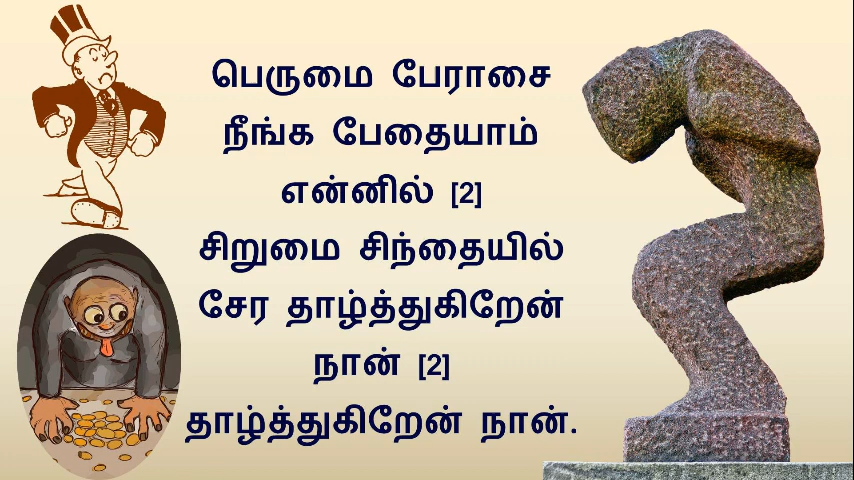 பெருமை பேராசை
நீங்க பேதையாம்
என்னில் [2]
சிறுமை சிந்தையில்
சேர தாழ்த்துகிறேன்
நான் [2]
தாழ்த்துகிறேன் நான்.